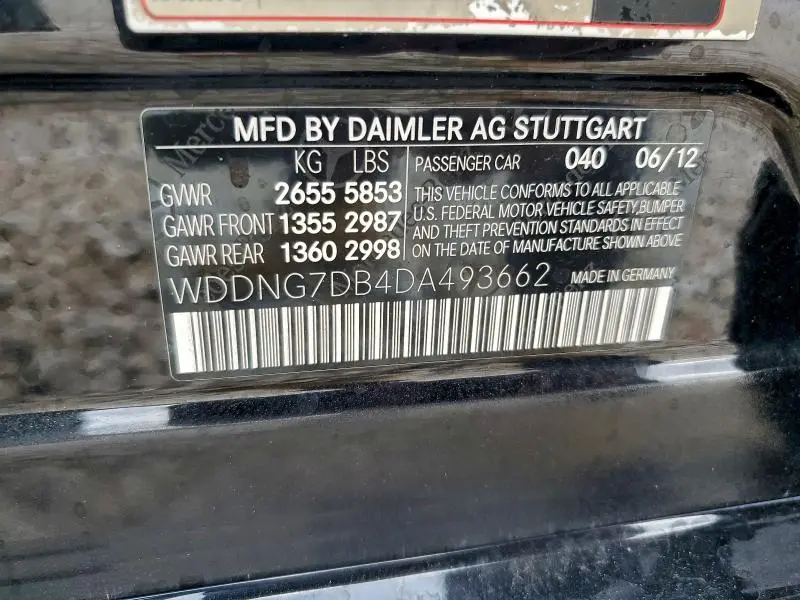 MFD BY DAIMLER AG STUTTGART
KG LBS
GVWR 2655 5853
GAWR FRONT 1355 2987
GAWR REAR 1360 2998
PASSENGER CAR 040 06/12
THIS VEHICLE CONFORMS TO ALL APPLICABLE
U.S. FEDERAL MOTOR VEHICLE SAFETY,BUMPER
AND THEFT PREVENTION STANDARDS IN EFFECT
ON THE DATE OF MANUFACTURE SHOWN ABOVE
WDDNG7DB4DA493662 MADE IN GERMANY